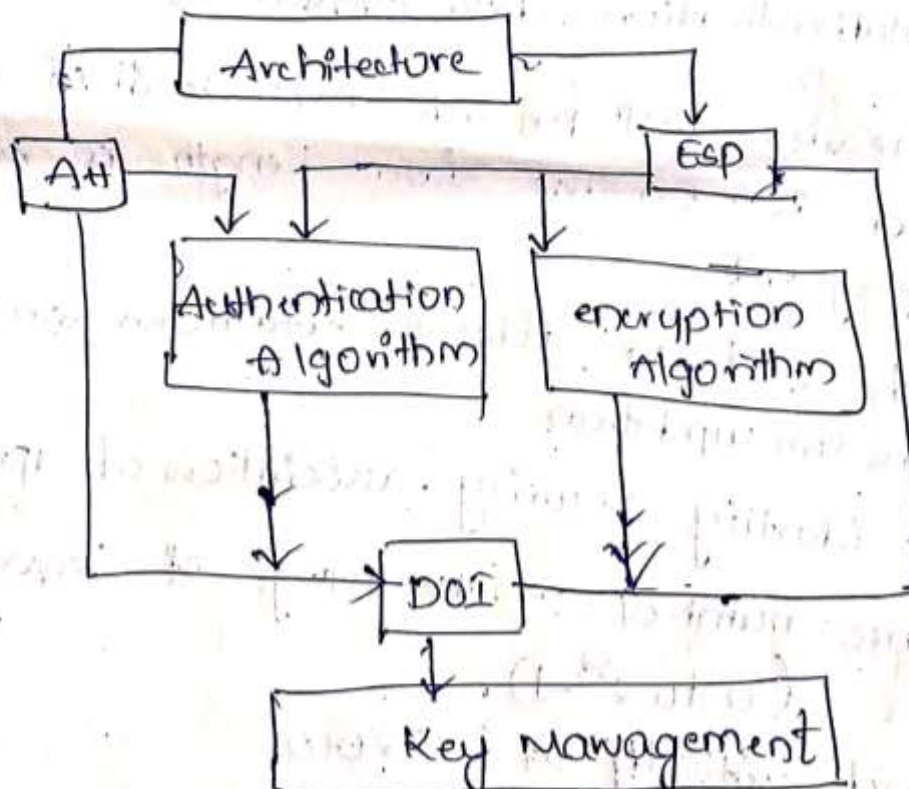 Architecture
AH
ESP
Authentication
Algorithm
encryption
Algorithm
DOI
Key Management